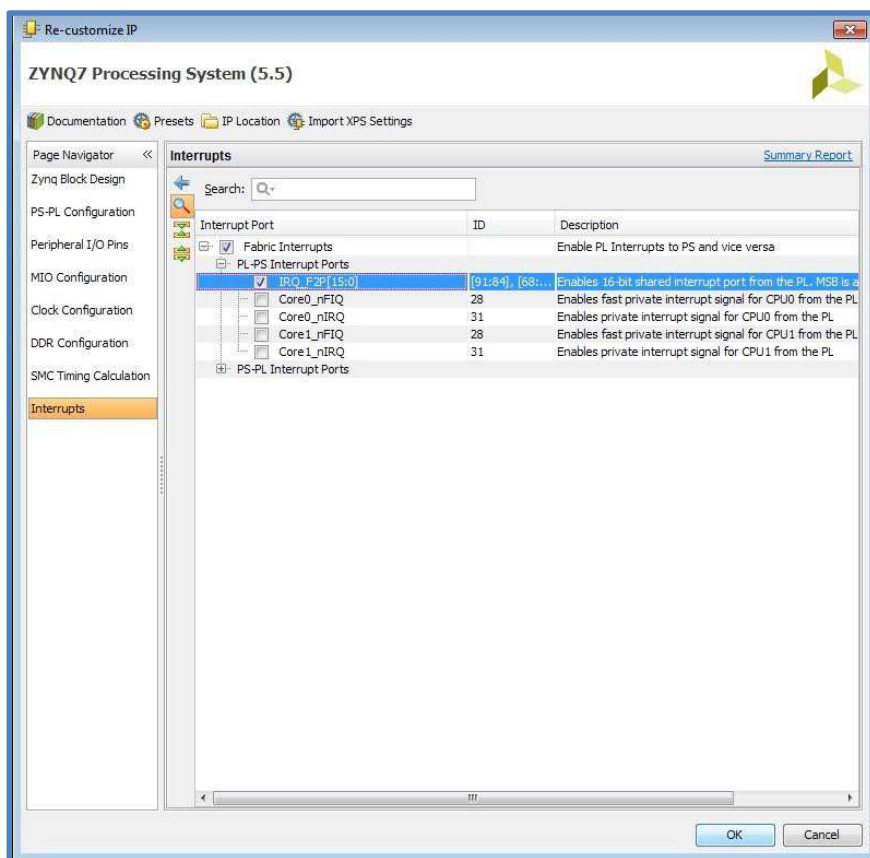 Re-customize IP
ZYNQ7 Processing System (5.5)
Documentation Presets IP Location Import XPS Settings
Page Navigator «
Zynq Block Design
PS-PL Configuration
Peripheral I/O Pins
MIO Configuration
Clock Configuration
DDR Configuration
SMC Timing Calculation
Interrupts
Interrupts Summary Report
Search:
Interrupt Port ID Description
Fabric Interrupts Enable PL Interrupts to PS and vice versa
PL-PS Interrupt Ports
IRQ_F2P[15:0] [91:84], [68:... Enables 16-bit shared interrupt port from the PL. MSB is a
Core0_nFIQ 28 Enables fast private interrupt signal for CPU0 from the PL
Core0_nIRQ 31 Enables private interrupt signal for CPU0 from the PL
Core1_nFIQ 28 Enables fast private interrupt signal for CPU1 from the PL
Core1_nIRQ 31 Enables private interrupt signal for CPU1 from the PL
PS-PL Interrupt Ports
OK Cancel